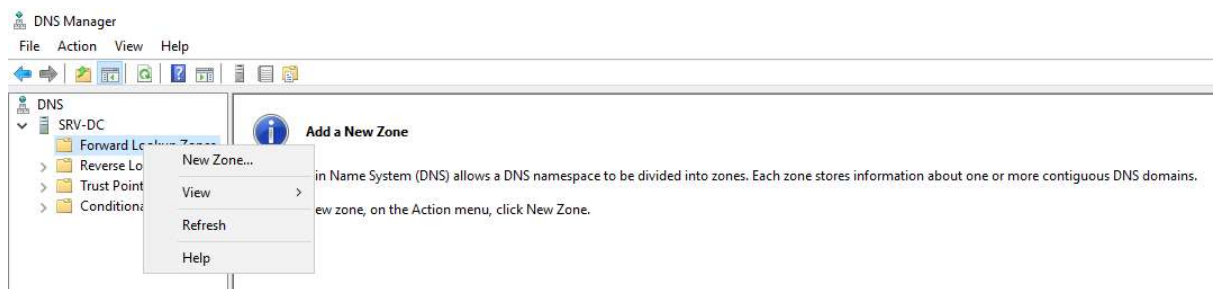 DNS Manager
File Action View Help
DNS
SRV-DC
Forward Lookup Zones
Reverse Lo
Trust Point
Conditiona
New Zone...
View
Refresh
Help
Add a New Zone
in Name System (DNS) allows a DNS namespace to be divided into zones. Each zone stores information about one or more contiguous DNS domains.
ew zone, on the Action menu, click New Zone.